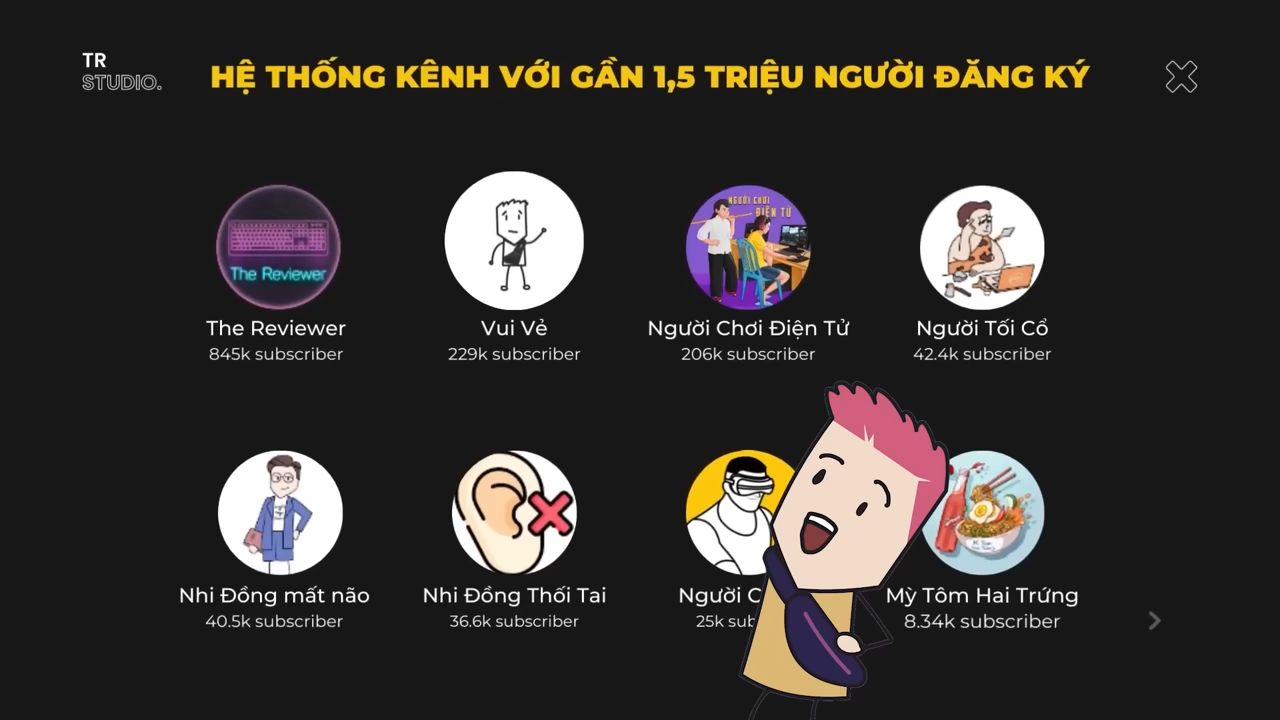 TR
STUDIO.
HỆ THỐNG KÊNH VỚI GẦN 1,5 TRIỆU NGƯỜI ĐĂNG KÝ
The Reviewer
NGƯỜI CHƠI
ĐIỆN TỬ
The Reviewer
Vui Vẻ
Người Chơi Điện Tử
Người Tối Cổ
845k subscriber
229k subscriber
206k subscriber
42.4k subscriber
Nhi Đồng mất não
Nhi Đồng Thối Tai
Người
Mỳ Tôm Hai Trứng
40.5k subscriber
36.6k subscriber
25k
8.34k subscriber